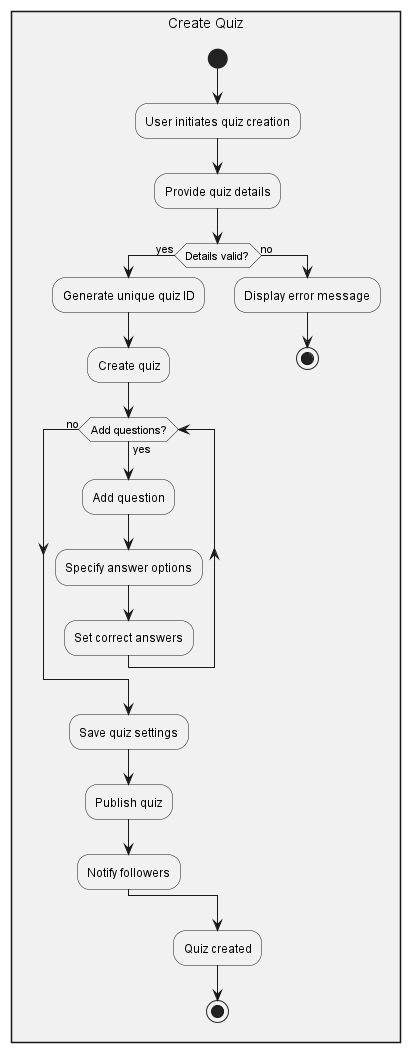 Create Quiz
User initiates quiz creation
Provide quiz details
yes
Details valid?
no
Generate unique quiz ID
Display error message
Create quiz
no
Add questions?
yes
Add question
Specify answer options
Set correct answers
Save quiz settings
Publish quiz
Notify followers
Quiz created